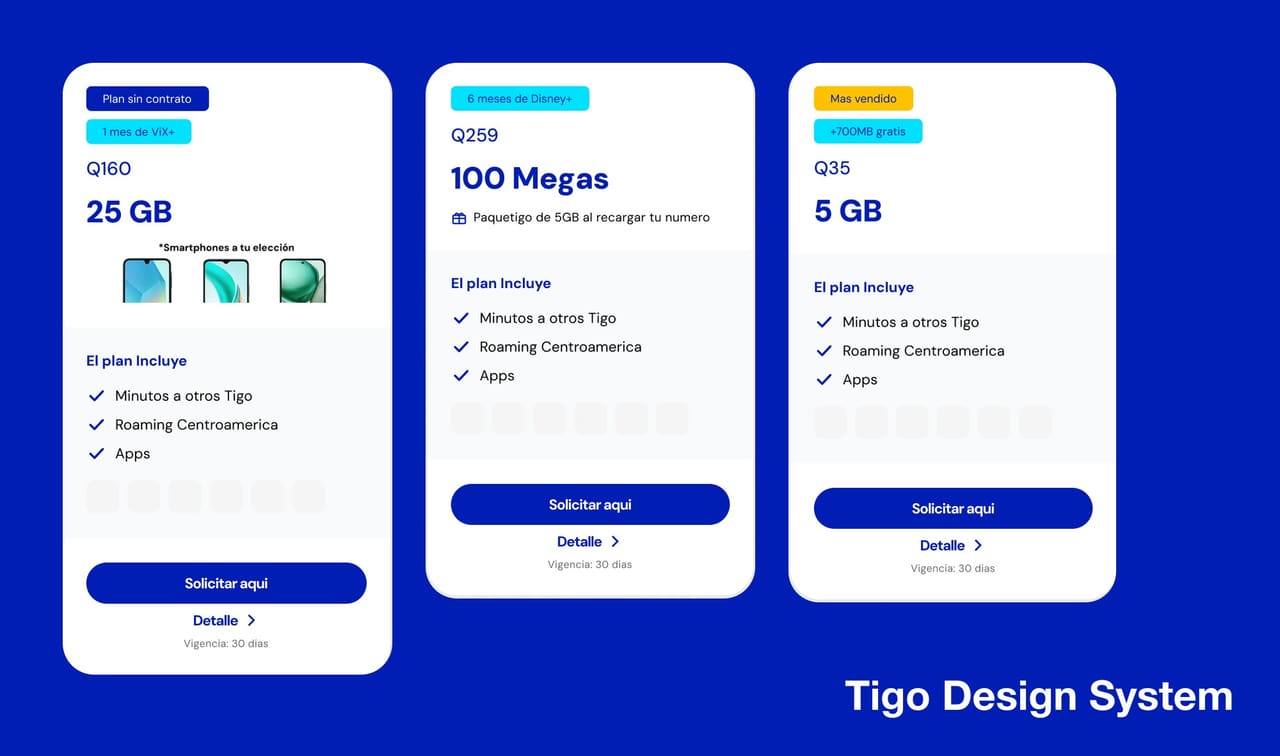 Plan sin contrato
1 mes de ViX+
Q160
25 GB
*Smartphones a tu elección
El plan Incluye
Minutos a otros Tigo
Roaming Centroamerica
Apps
Solicitar aqui
Detalle
Vigencia: 30 dias
6 meses de Disney+
Q259
100 Megas
Paquetigo de 5GB al recargar tu numero
El plan Incluye
Minutos a otros Tigo
Roaming Centroamerica
Apps
Solicitar aqui
Detalle
Vigencia: 30 dias
Mas vendido
+700MB gratis
Q35
5 GB
El plan Incluye
Minutos a otros Tigo
Roaming Centroamerica
Apps
Solicitar aqui
Detalle
Vigencia: 30 dias
Tigo Design System